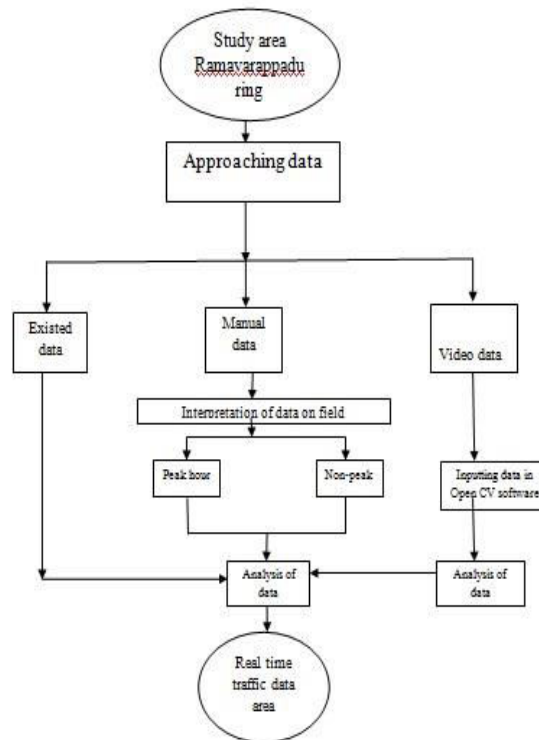 Study area
Ramavarappadu
ring
Approaching data
Existed
data
Manual
data
Video data
Interpretation of data on field
Peak hour
Non-peak
Inputting data in
Open CV software
Analysis of
data
Analysis of
data
Real time
traffic data
area